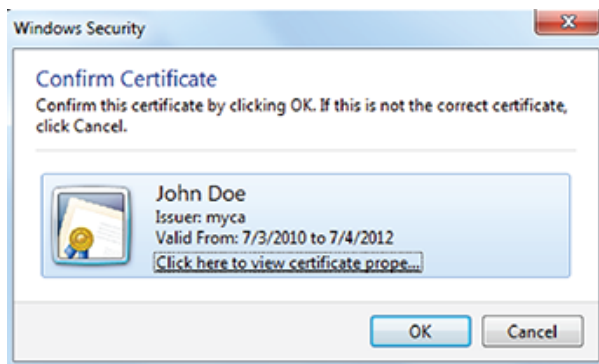 Windows Security
Confirm Certificate
Confirm this certificate by clicking OK. If this is not the correct certificate,
click Cancel.
John Doe
Issuer: myca
Valid From: 7/3/2010 to 7/4/2012
Click here to view certificate prope...
OK Cancel